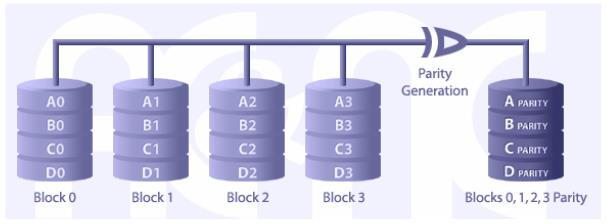 Parity
Generation
A0
B0
C0
D0
A1
B1
C1
D1
A2
B2
C2
D2
A3
B3
C3
D3
A PARITY
B PARITY
C PARITY
D PARITY
Block 0
Block 1
Block 2
Block 3
Blocks 0, 1, 2, 3 Parity